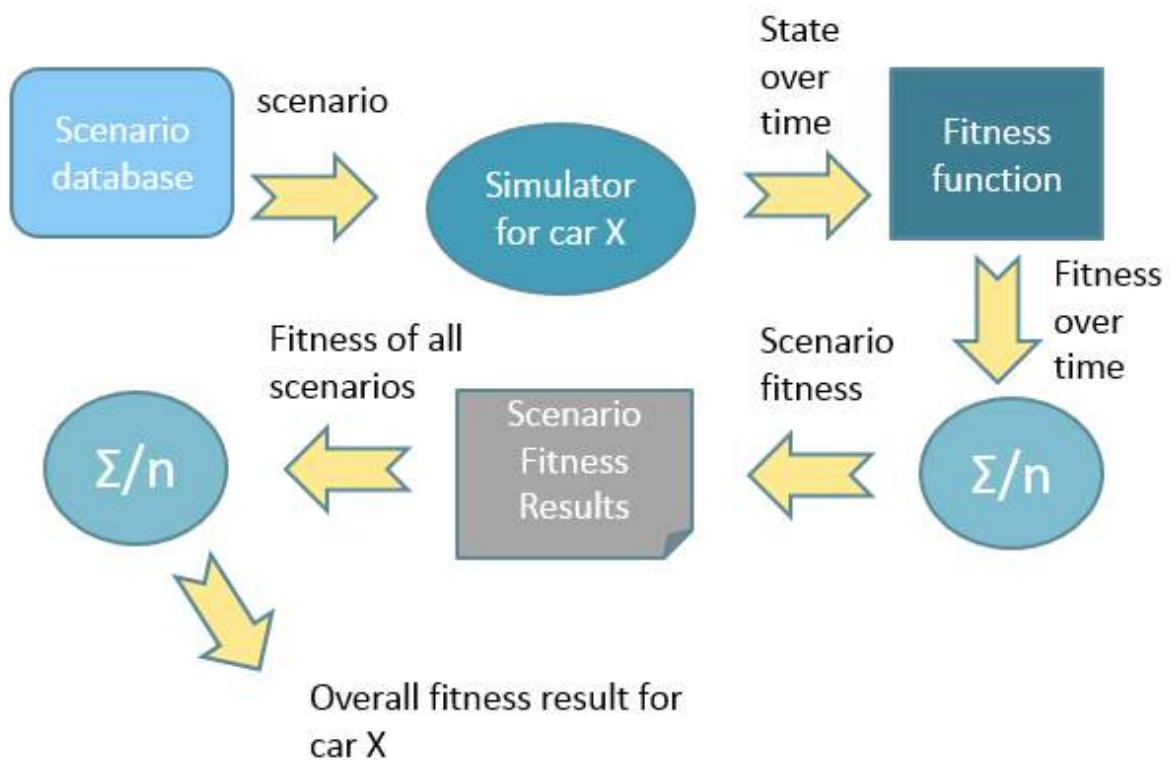 Scenario
database
scenario
Simulator
for car X
State
over
time
Fitness
function
Fitness
over
time
Σ/n
Scenario
fitness
Scenario
Fitness
Results
Fitness of all
scenarios
Σ/n
Overall fitness result for
car X